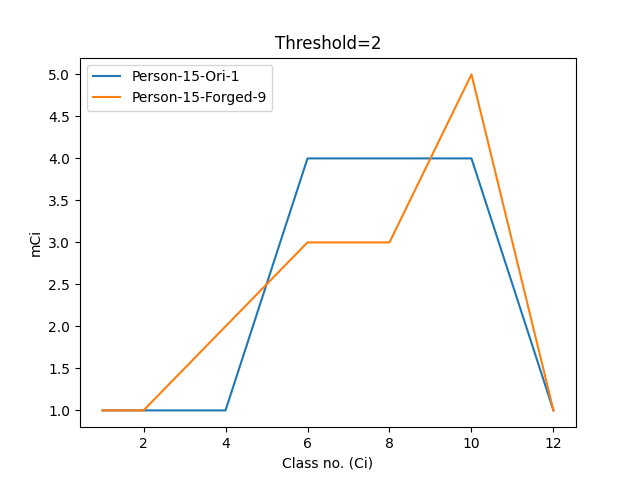 Threshold=2
Person-15-Ori-1
Person-15-Forged-9
5.0
4.5
4.0
3.5
3.0
2.5
2.0
1.5
1.0
mCi
2 4 6 8 10 12
Class no. (Ci)